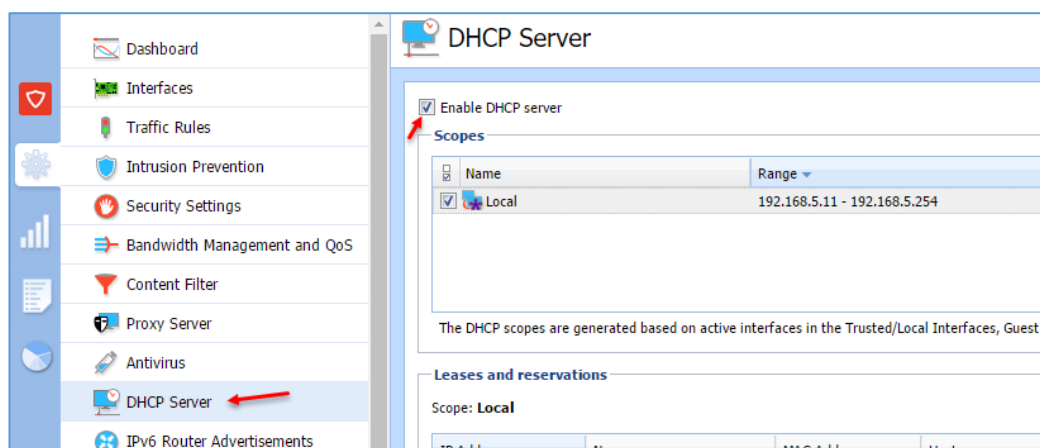 Dashboard
Interfaces
Traffic Rules
Intrusion Prevention
Security Settings
Bandwidth Management and QoS
Content Filter
Proxy Server
Antivirus
DHCP Server
IPv6 Router Advertisements
DHCP Server
Enable DHCP server
Scopes
Name Range
Local 192.168.5.11 - 192.168.5.254
The DHCP scopes are generated based on active interfaces in the Trusted/Local Interfaces, Guest
Leases and reservations
Scope: Local